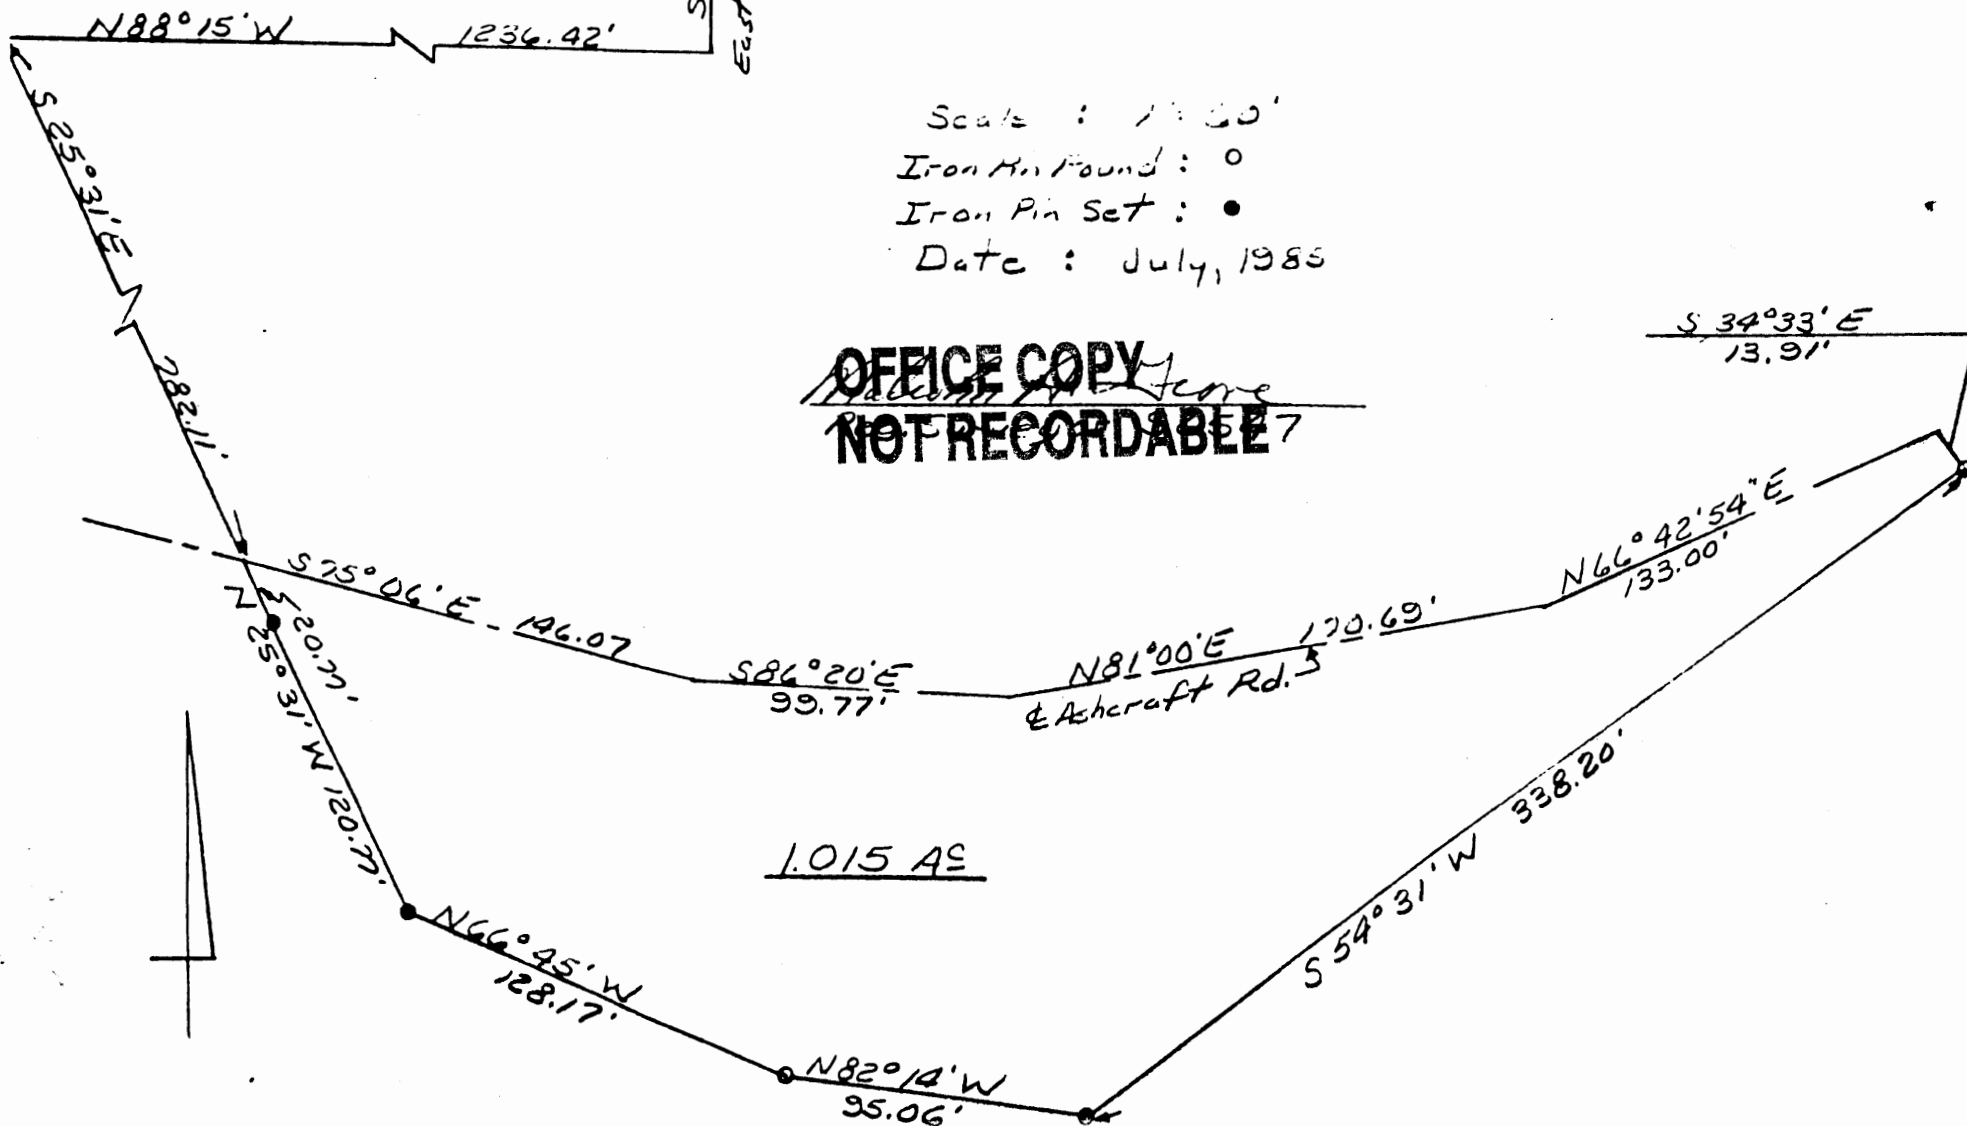 N88°15'W 1236.42'
S
East
Scale :
Iron Pin Found : o
Iron Pin Set : ●
Date : July, 1985
S 25°31'E
782.11'
S 34°33' E
13.91'
OFFICE COPY
NOT RECORDABLE
S75°06'E 146.07
S86°20'E
99.77'
N81°00'E 170.69'
℄ Ashcraft Rd.
N66°42'54"E
133.00'
20.77'
N 25°31' W 120.77'
1.015 Ac
S 54°31' W 338.20'
N66°45' W
128.17'
N82°14' W
95.06'